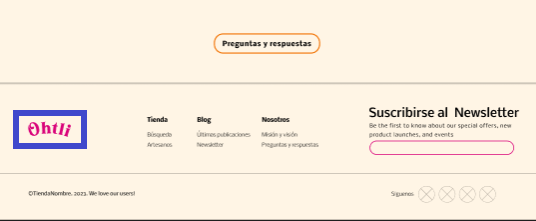 Preguntas y respuestas
Ohtli
Tienda
Búsqueda
Artesanos
Blog
Últimas publicaciones
Newsletter
Nosotros
Misión y visión
Preguntas y respuestas
Suscribirse al Newsletter
Be the first to know about our special offers, new
product launches, and events
©TiendaNombre, 2023. We love our users!
Síguenos